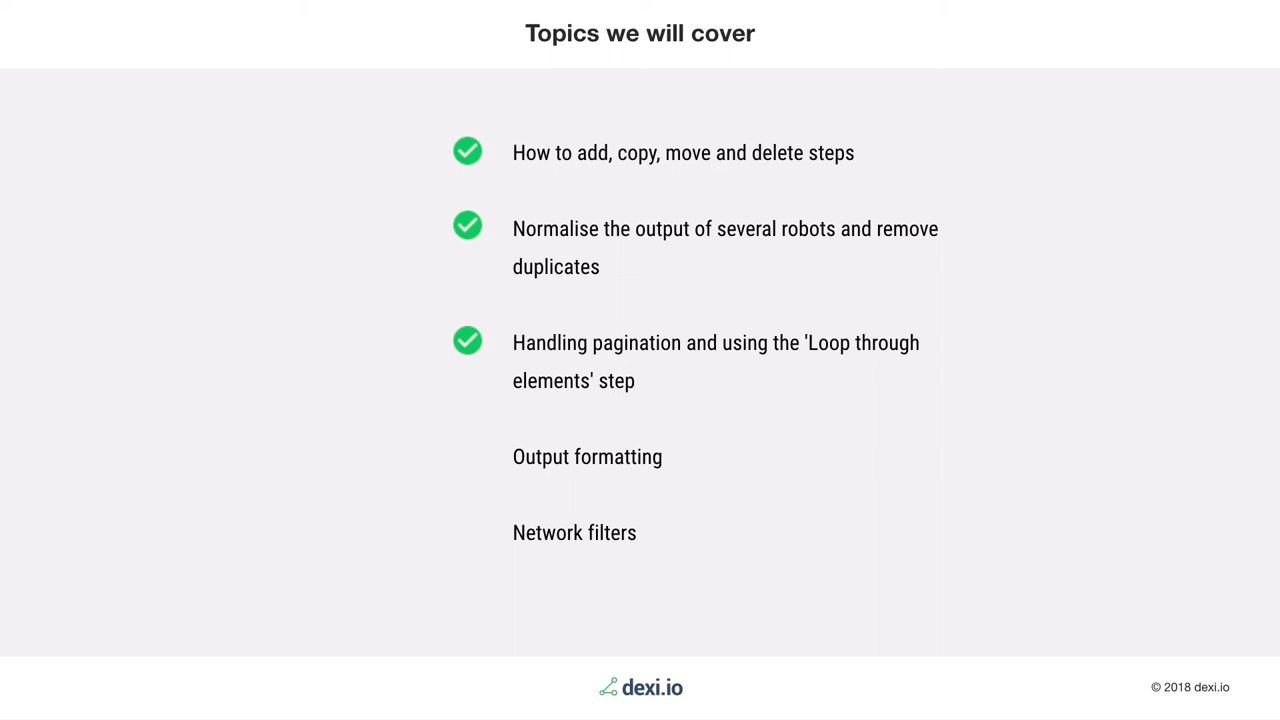 Topics we will cover
How to add, copy, move and delete steps
Normalise the output of several robots and remove
duplicates
Handling pagination and using the 'Loop through
elements' step
Output formatting
Network filters
dexi.io
© 2018 dexi.io